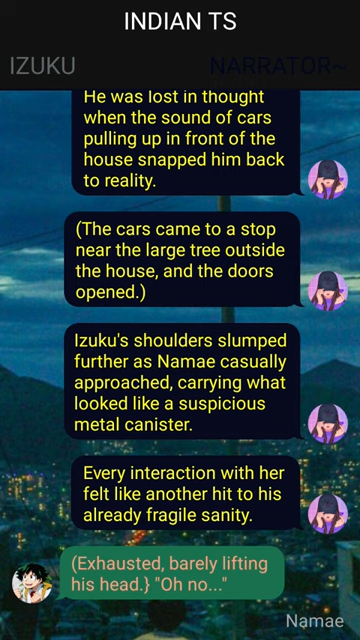 INDIAN TS
IZUKU NARRATOR~
He was lost in thought
when the sound of cars
pulling up in front of the
house snapped him back
to reality.
(The cars came to a stop
near the large tree outside
the house, and the doors
opened.)
Izuku's shoulders slumped
further as Namae casually
approached, carrying what
looked like a suspicious
metal canister.
Every interaction with her
felt like another hit to his
already fragile sanity.
(Exhausted, barely lifting
his head.} "Oh no..."
Namae